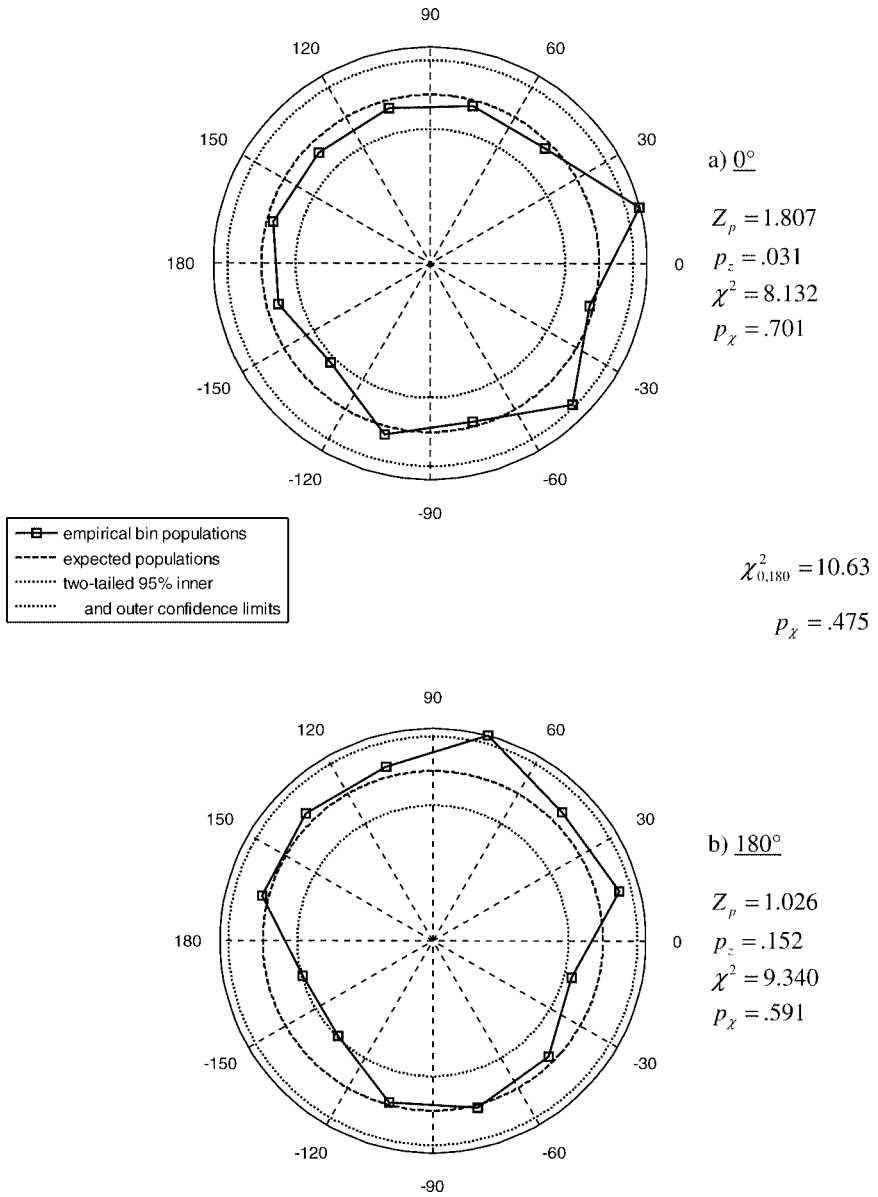 90
120
60
150
30
180
0
-150
-30
-120
-60
-90
a) 0°
Z_p = 1.807
p_z = .031
χ² = 8.132
p_χ = .701
empirical bin populations
expected populations
two-tailed 95% inner
and outer confidence limits
χ²_{0,180} = 10.63
p_χ = .475
90
120
60
150
30
180
0
-150
-30
-120
-60
-90
b) 180°
Z_p = 1.026
p_z = .152
χ² = 9.340
p_χ = .591